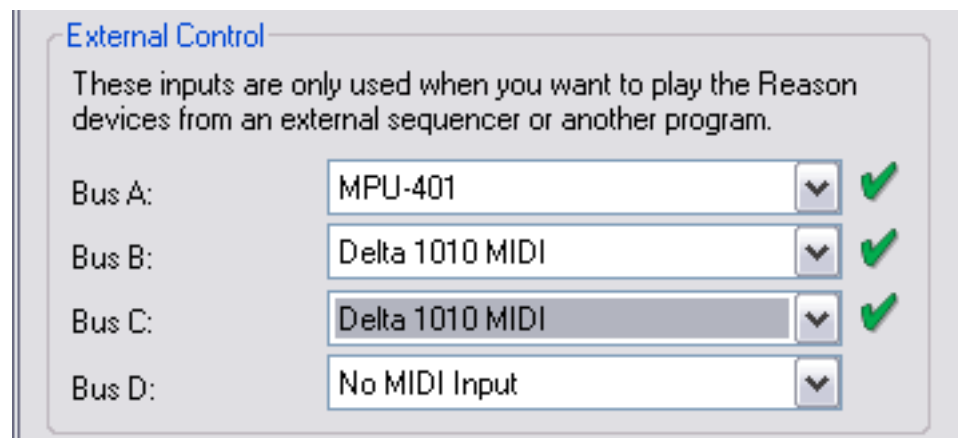 External Control
These inputs are only used when you want to play the Reason
devices from an external sequencer or another program.
Bus A: MPU-401
Bus B: Delta 1010 MIDI
Bus C: Delta 1010 MIDI
Bus D: No MIDI Input